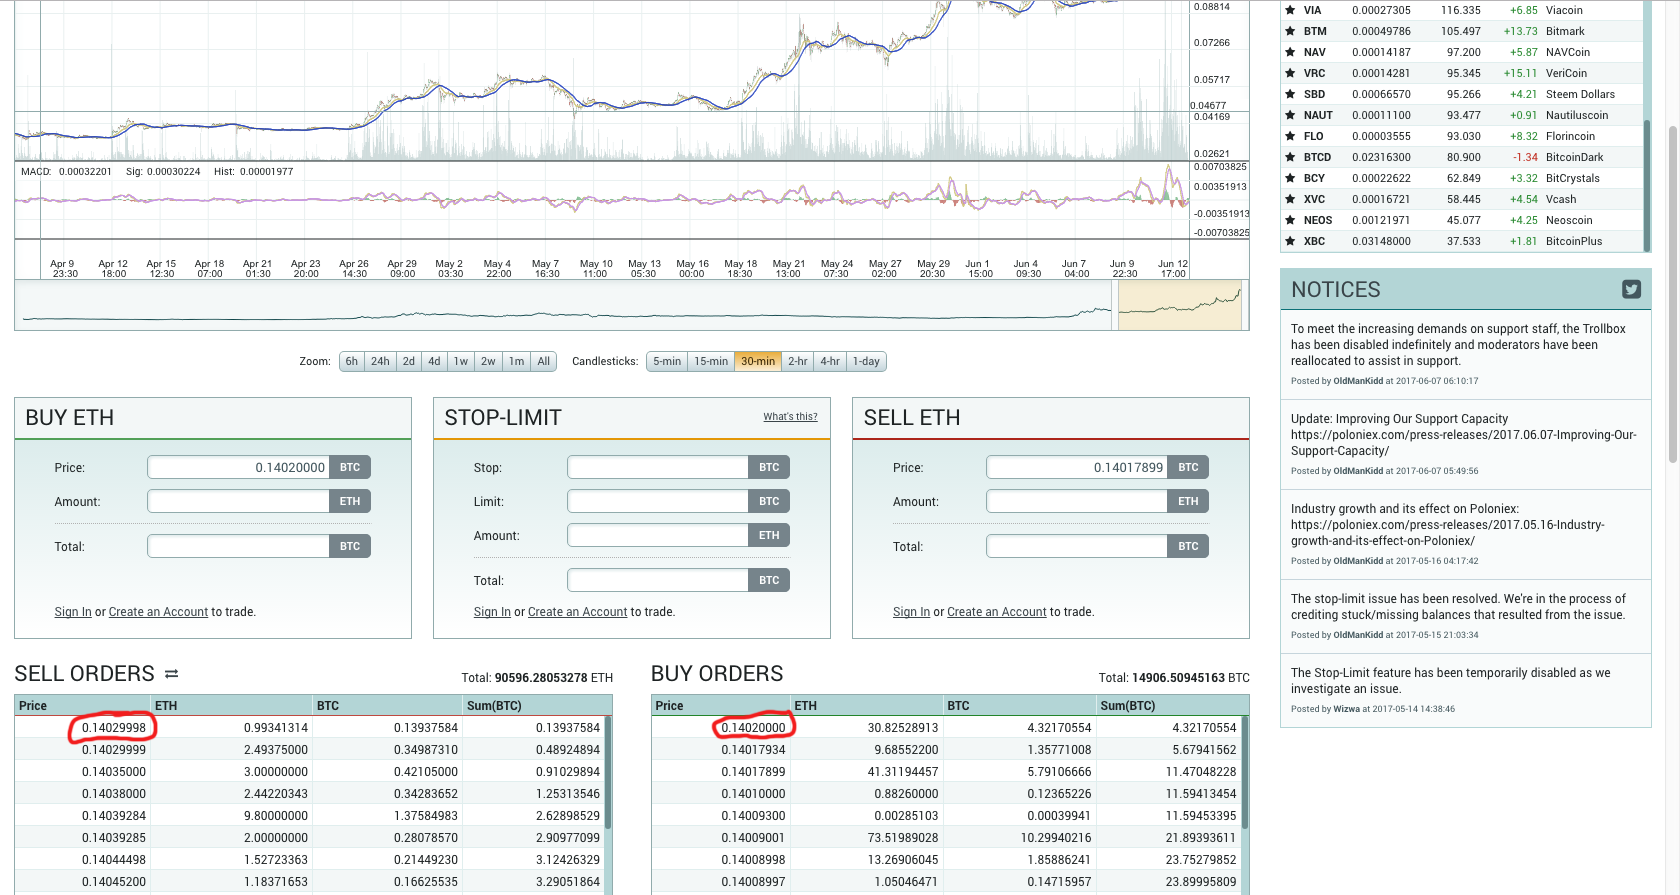 0.08814
0.07266
0.05717
0.04677
0.04169
0.02621
MACD: 0.00032201 Sig: 0.00030224 Hist: 0.00001977
0.00703825
0.00351913
-0.00351913
-0.00703825
Apr 9 Apr 12 Apr 15 Apr 18 Apr 21 Apr 23 Apr 26 Apr 29 May 2 May 4 May 7 May 10 May 13 May 16 May 18 May 21 May 24 May 27 May 29 Jun 1 Jun 4 Jun 7 Jun 9 Jun 12
23:30 18:00 12:30 07:00 01:30 20:00 14:30 09:00 03:30 22:00 16:30 11:00 05:30 00:00 18:30 13:00 07:30 02:00 20:30 15:00 09:30 04:00 22:30 17:00
Zoom: 6h 24h 2d 4d 1w 2w 1m All Candlesticks: 5-min 15-min 30-min 2-hr 4-hr 1-day
BUY ETH
Price: 0.14020000 BTC
Amount: ETH
Total: BTC
Sign In or Create an Account to trade.
STOP-LIMIT What's this?
Stop: BTC
Limit: BTC
Amount: ETH
Total: BTC
Sign In or Create an Account to trade.
SELL ETH
Price: 0.14017899 BTC
Amount: ETH
Total: BTC
Sign In or Create an Account to trade.
SELL ORDERS Total: 90596.28053278 ETH
Price ETH BTC Sum(BTC)
0.14029998 0.99341314 0.13937584 0.13937584
0.14029999 2.49375000 0.34987310 0.48924894
0.14035000 3.00000000 0.42105000 0.91029894
0.14038000 2.44220343 0.34283652 1.25313546
0.14039284 9.80000000 1.37584983 2.62898529
0.14039285 2.00000000 0.28078570 2.90977099
0.14044498 1.52723363 0.21449230 3.12426329
0.14045200 1.18371653 0.16625535 3.29051864
BUY ORDERS Total: 14906.50945163 BTC
Price ETH BTC Sum(BTC)
0.14020000 30.82528913 4.32170554 4.32170554
0.14017934 9.68552200 1.35771008 5.67941562
0.14017899 41.31194457 5.79106666 11.47048228
0.14010000 0.88260000 0.12365226 11.59413454
0.14009300 0.00285103 0.00039941 11.59453395
0.14009001 73.51989028 10.29940216 21.89393611
0.14008998 13.26906045 1.85886241 23.75279852
0.14008997 1.05046471 0.14715957 23.89995809
VIA 0.00027305 116.335 +6.85 Viacoin
BTM 0.00049786 105.497 +13.73 Bitmark
NAV 0.00014187 97.200 +5.87 NAVCoin
VRC 0.00014281 95.345 +15.11 VeriCoin
SBD 0.00066570 95.266 +4.21 Steem Dollars
NAUT 0.00011100 93.477 +0.91 Nautiluscoin
FLO 0.00003555 93.030 +8.32 Florincoin
BTCD 0.02316300 80.900 -1.34 BitcoinDark
BCY 0.00022622 62.849 +3.32 BitCrystals
XVC 0.00016721 58.445 +4.54 Vcash
NEOS 0.00121971 45.077 +4.25 Neoscoin
XBC 0.03148000 37.533 +1.81 BitcoinPlus
NOTICES
To meet the increasing demands on support staff, the Trollbox
has been disabled indefinitely and moderators have been
reallocated to assist in support.
Posted by OldManKidd at 2017-06-07 06:10:17
Update: Improving Our Support Capacity
https://poloniex.com/press-releases/2017.06.07-Improving-Our-
Support-Capacity/
Posted by OldManKidd at 2017-06-07 05:49:56
Industry growth and its effect on Poloniex:
https://poloniex.com/press-releases/2017.05.16-Industry-
growth-and-its-effect-on-Poloniex/
Posted by OldManKidd at 2017-05-16 04:17:42
The stop-limit issue has been resolved. We're in the process of
crediting stuck/missing balances that resulted from the issue.
Posted by OldManKidd at 2017-05-15 21:03:34
The Stop-Limit feature has been temporarily disabled as we
investigate an issue.
Posted by Wizwa at 2017-05-14 14:38:46